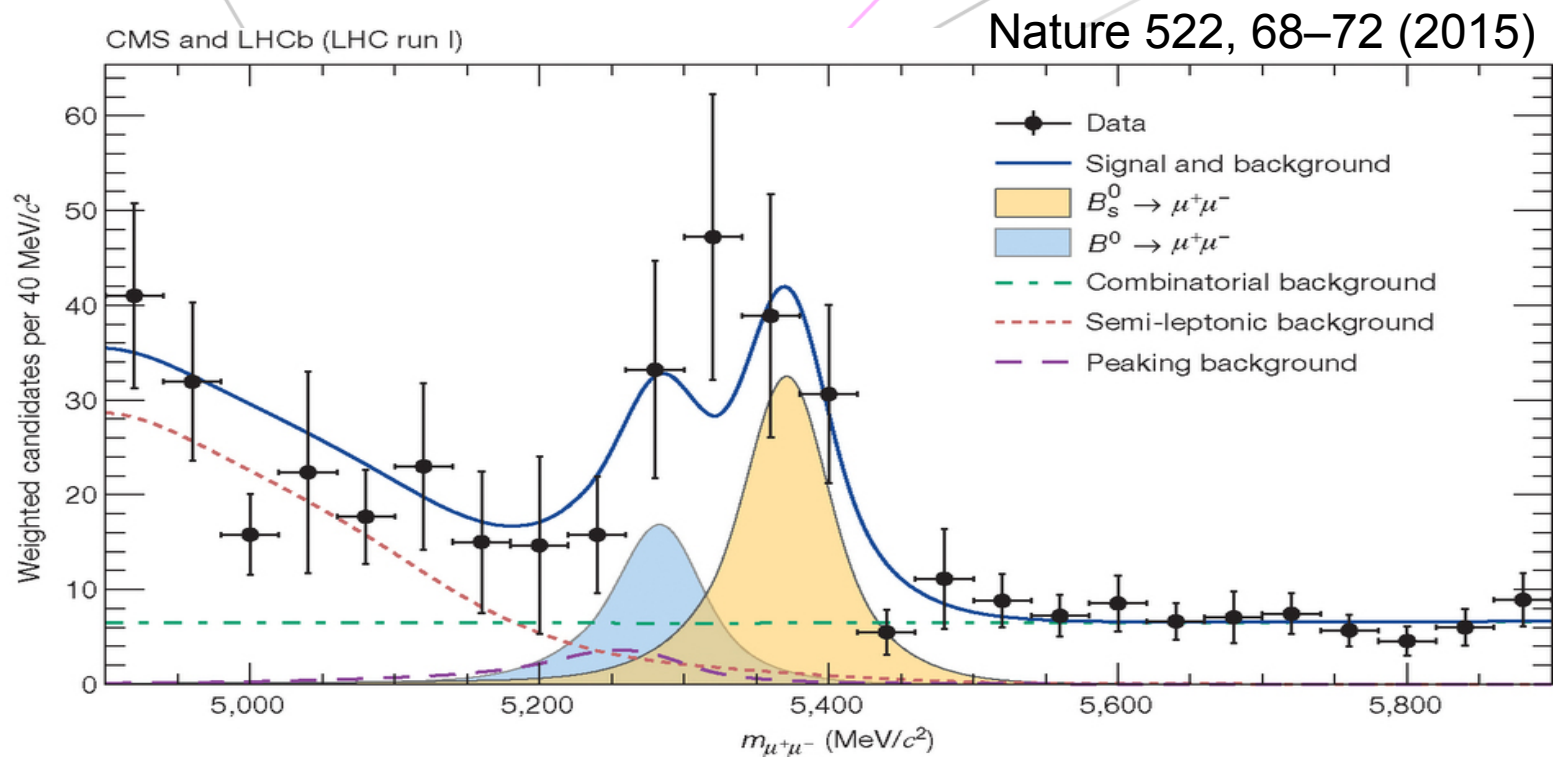 Nature 522, 68–72 (2015)
CMS and LHCb (LHC run I)
Weighted candidates per 40 MeV/c²
60
50
40
30
20
10
0
Data
Signal and background
B⁰ₛ → μ⁺μ⁻
B⁰ → μ⁺μ⁻
Combinatorial background
Semi-leptonic background
Peaking background
5,000 5,200 5,400 5,600 5,800
m_μ⁺μ⁻ (MeV/c²)